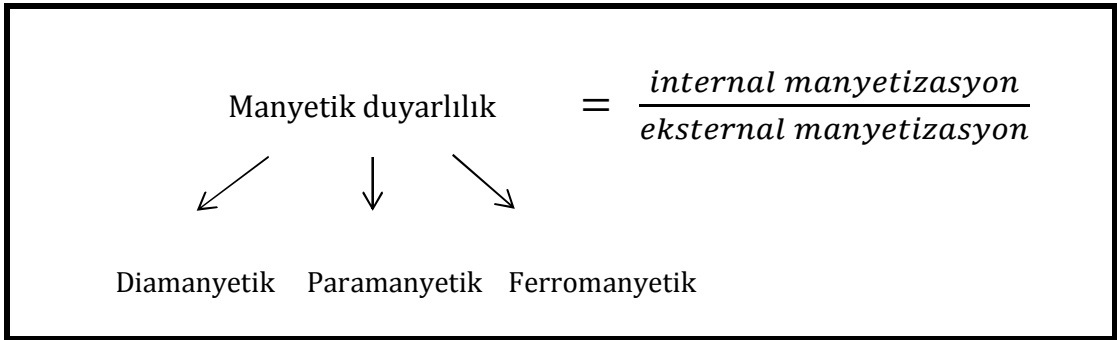 Manyetik duyarlılık = internal manyetizasyon / eksternal manyetizasyon
Diamanyetik Paramanyetik Ferromanyetik